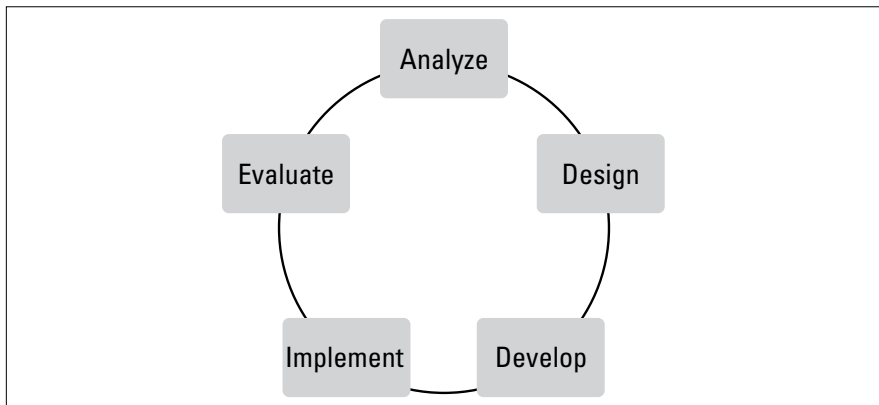 Analyze
Design
Develop
Implement
Evaluate